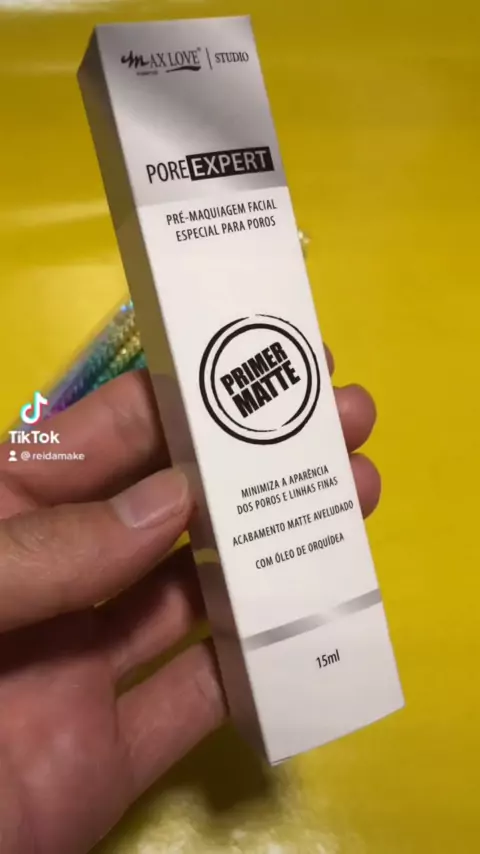 MAX LOVE® | STUDIO
PORE EXPERT
PRÉ-MAQUIAGEM FACIAL
ESPECIAL PARA POROS
PRIMER
MATTE
MINIMIZA A APARÊNCIA
DOS POROS E LINHAS FINAS
ACABAMENTO MATTE AVELUDADO
COM ÓLEO DE ORQUÍDEA
15ml
TikTok
@reidamake